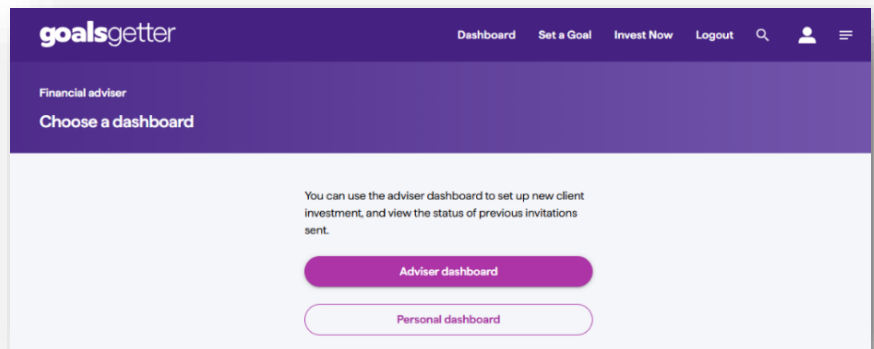 goalsgetter
Dashboard Set a Goal Invest Now Logout
Financial adviser
Choose a dashboard
You can use the adviser dashboard to set up new client
investment, and view the status of previous invitations
sent.
Adviser dashboard
Personal dashboard